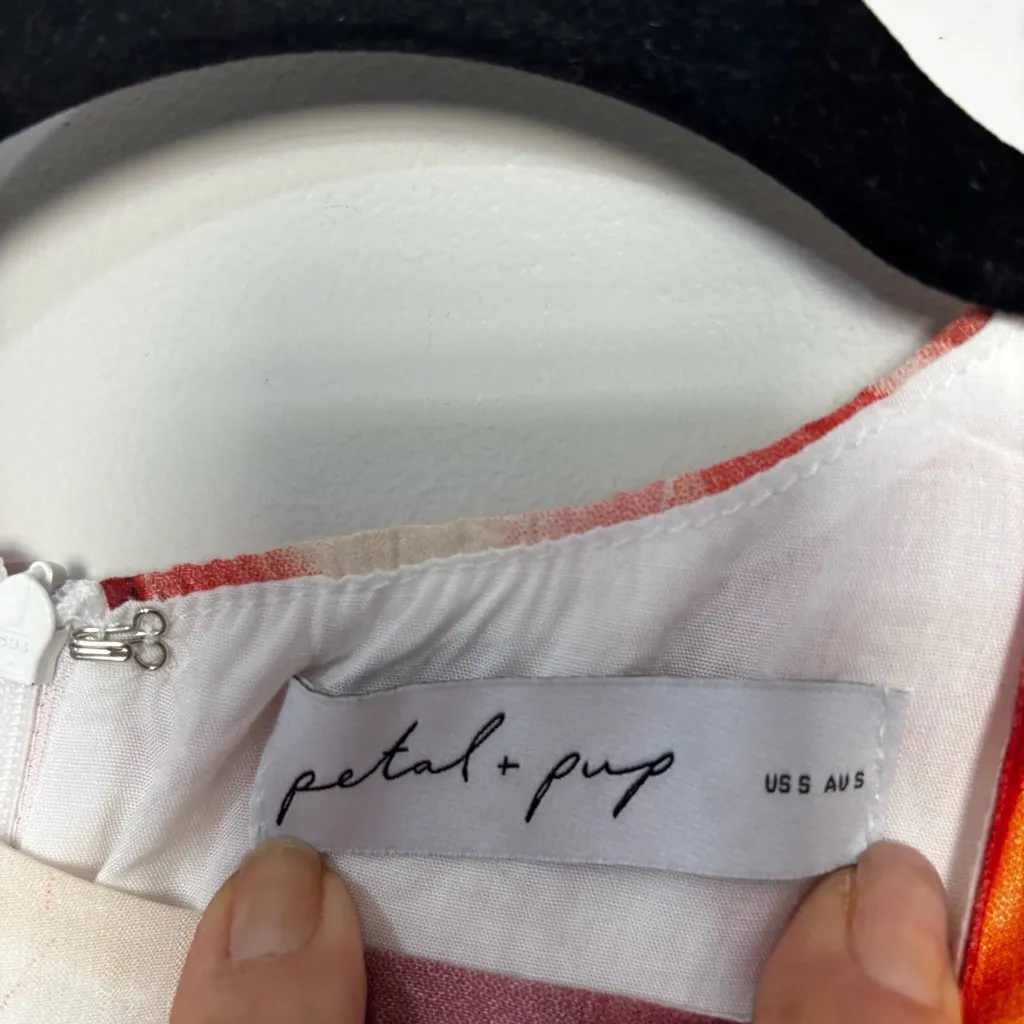 petal + pup
US S AU S